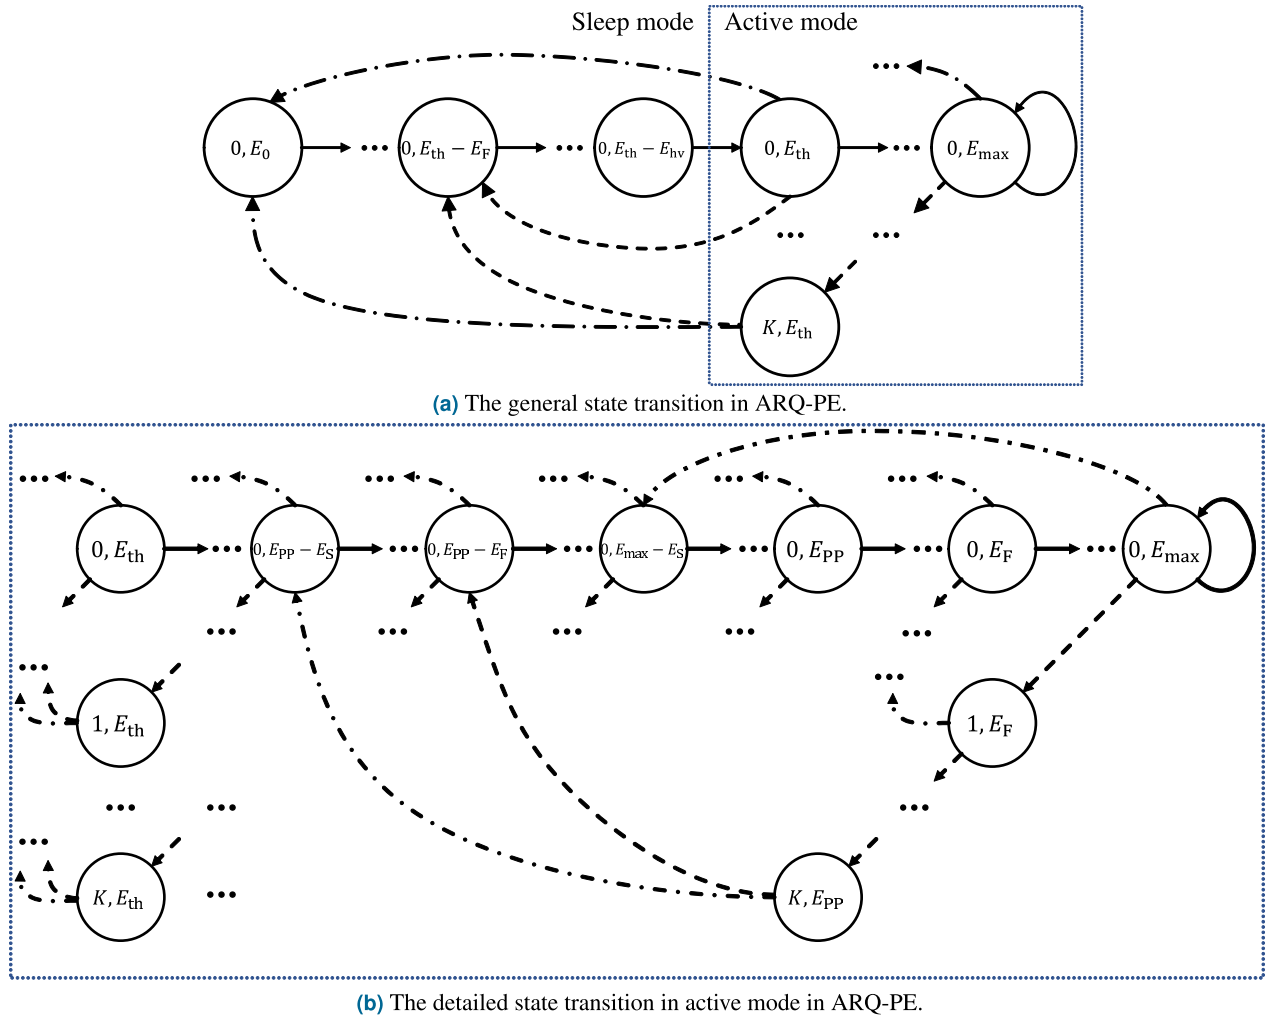 Sleep mode Active mode
...
0, E0 ... 0, Eth − EF ... 0, Eth − Ehv 0, Eth ... 0, Emax
... ...
K, Eth
(a) The general state transition in ARQ-PE.
... ... ... ... ... ...
0, Eth ... 0, EPP − ES ... 0, EPP − EF ... 0, Emax − ES ... 0, EPP ... 0, EF ... 0, Emax
... ... ... ... ...
... ...
1, Eth 1, EF
... ... ...
...
K, Eth ... K, EPP
(b) The detailed state transition in active mode in ARQ-PE.